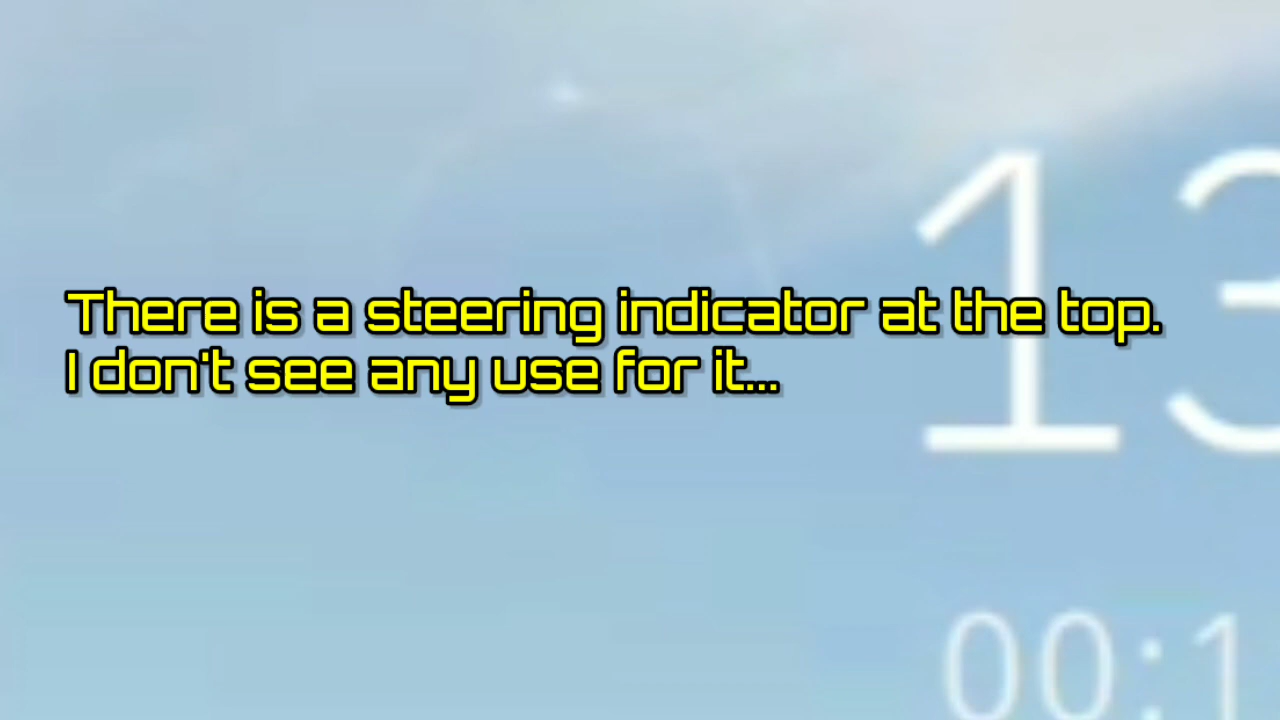 There is a steering indicator at the top.
I don't see any use for it...
13
00:1